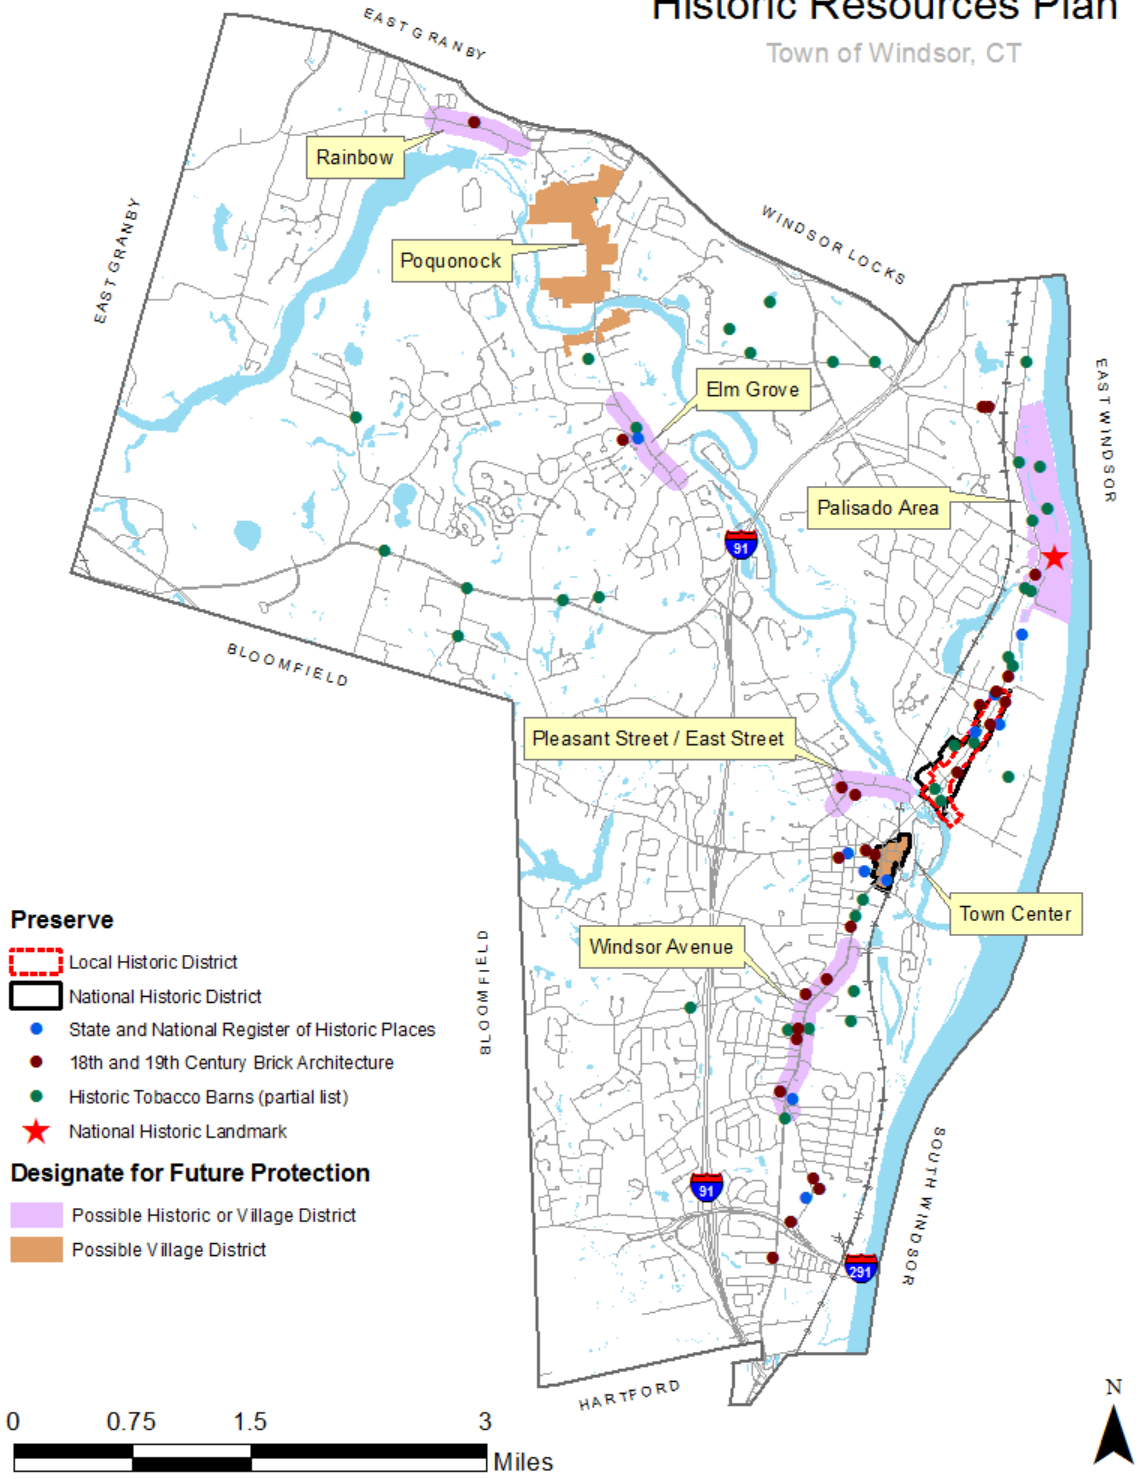 Historic Resources Plan
Town of Windsor, CT
EAST GRANBY
Rainbow
EAST GRANBY
WINDSOR LOCKS
Poquonock
Elm Grove
EAST WINDSOR
Palisado Area
91
BLOOMFIELD
Pleasant Street / East Street
Town Center
Windsor Avenue
BLOOMFIELD
Preserve
Local Historic District
National Historic District
State and National Register of Historic Places
18th and 19th Century Brick Architecture
Historic Tobacco Barns (partial list)
National Historic Landmark
Designate for Future Protection
Possible Historic or Village District
Possible Village District
91
SOUTH WINDSOR
291
HARTFORD
N
0 0.75 1.5 3
Miles